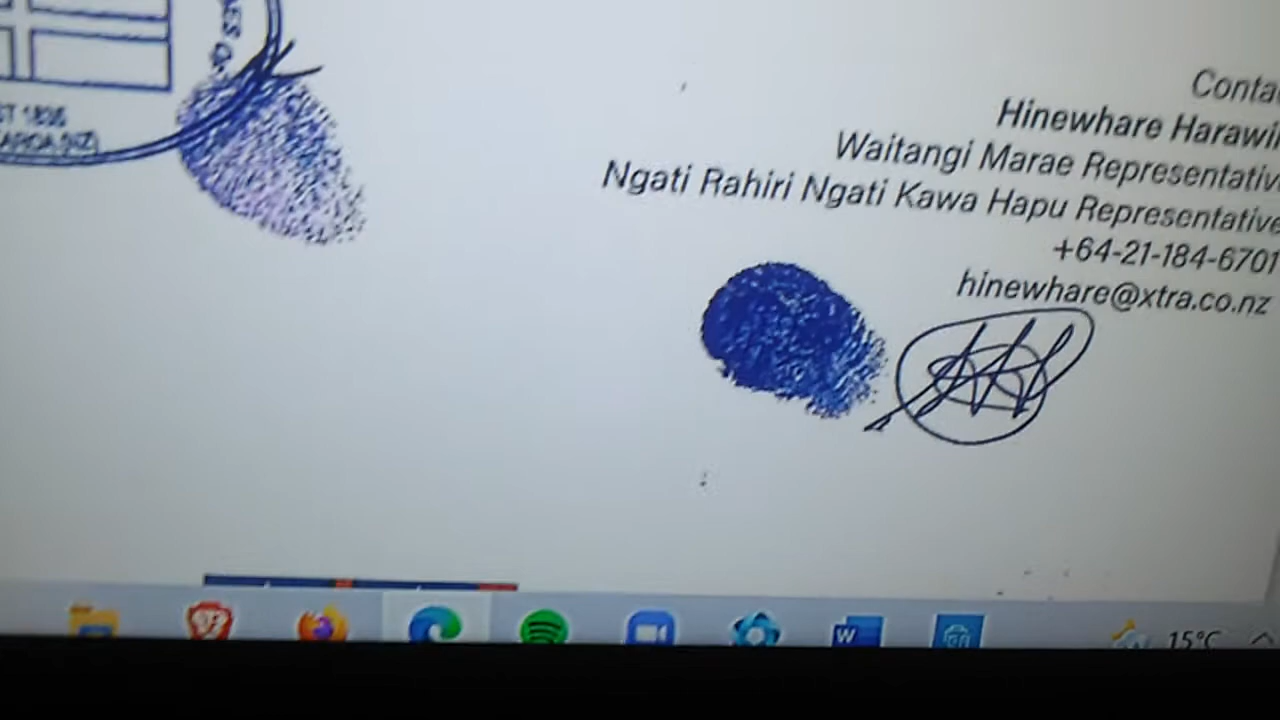 Conta
Hinewhare Harawi
Waitangi Marae Representativ
Ngati Rahiri Ngati Kawa Hapu Representative
+64-21-184-6701
hinewhare@xtra.co.nz
15°C
W